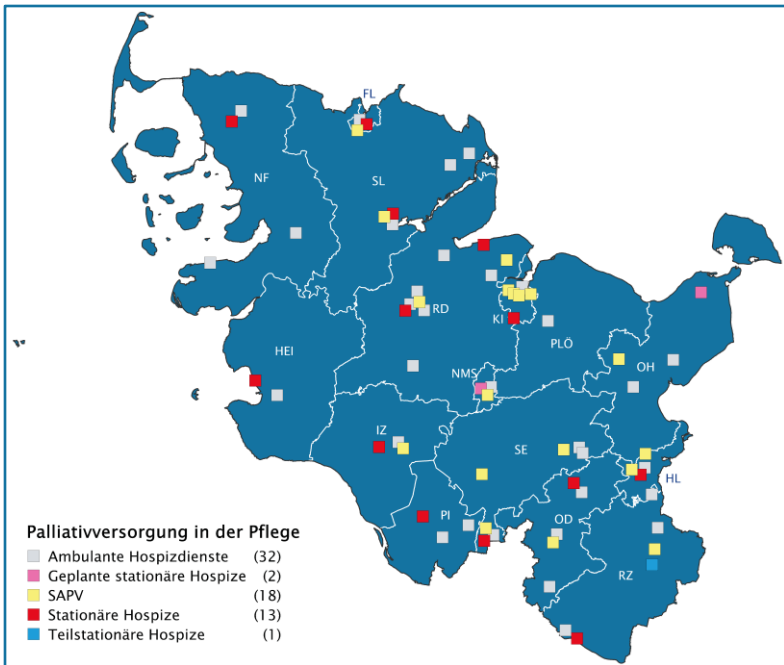 FL
NF
SL
RD
KI
PLÖ
OH
HEI
NMS
IZ
SE
HL
PI
OD
RZ
Palliativversorgung in der Pflege
Ambulante Hospizdienste (32)
Geplante stationäre Hospize (2)
SAPV (18)
Stationäre Hospize (13)
Teilstationäre Hospize (1)